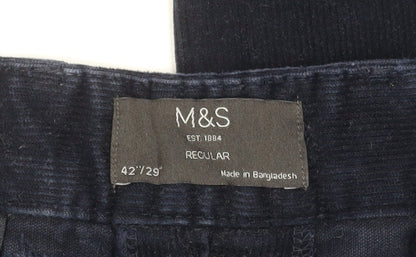 M&S
EST. 1884
REGULAR
42"/29" Made in Bangladesh